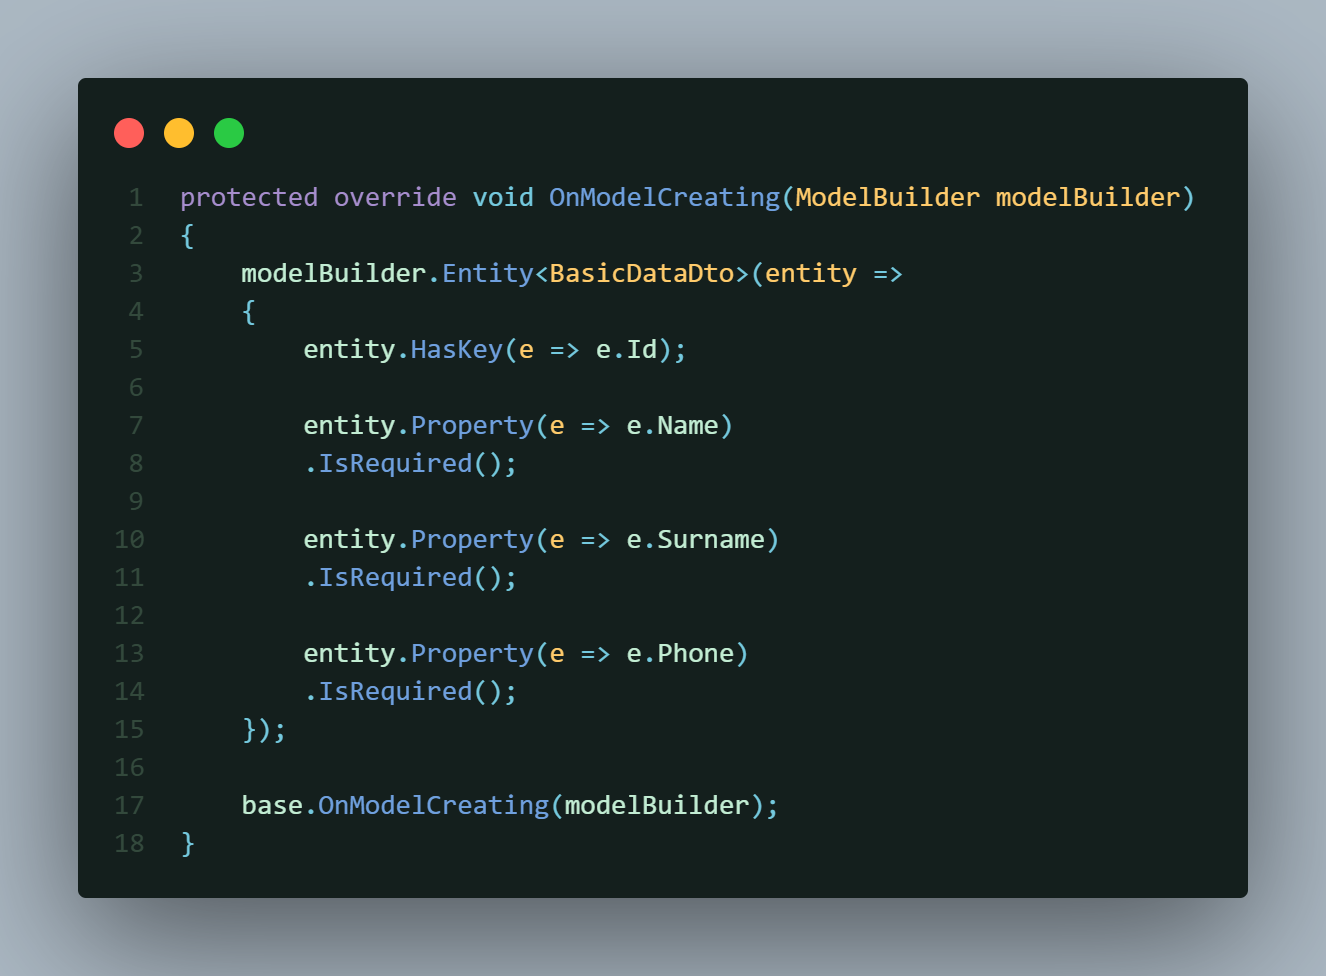 1 protected override void OnModelCreating(ModelBuilder modelBuilder)
2 {
3     modelBuilder.Entity<BasicDataDto>(entity =>
4     {
5         entity.HasKey(e => e.Id);
6
7         entity.Property(e => e.Name)
8         .IsRequired();
9
10         entity.Property(e => e.Surname)
11         .IsRequired();
12
13         entity.Property(e => e.Phone)
14         .IsRequired();
15     });
16
17     base.OnModelCreating(modelBuilder);
18 }